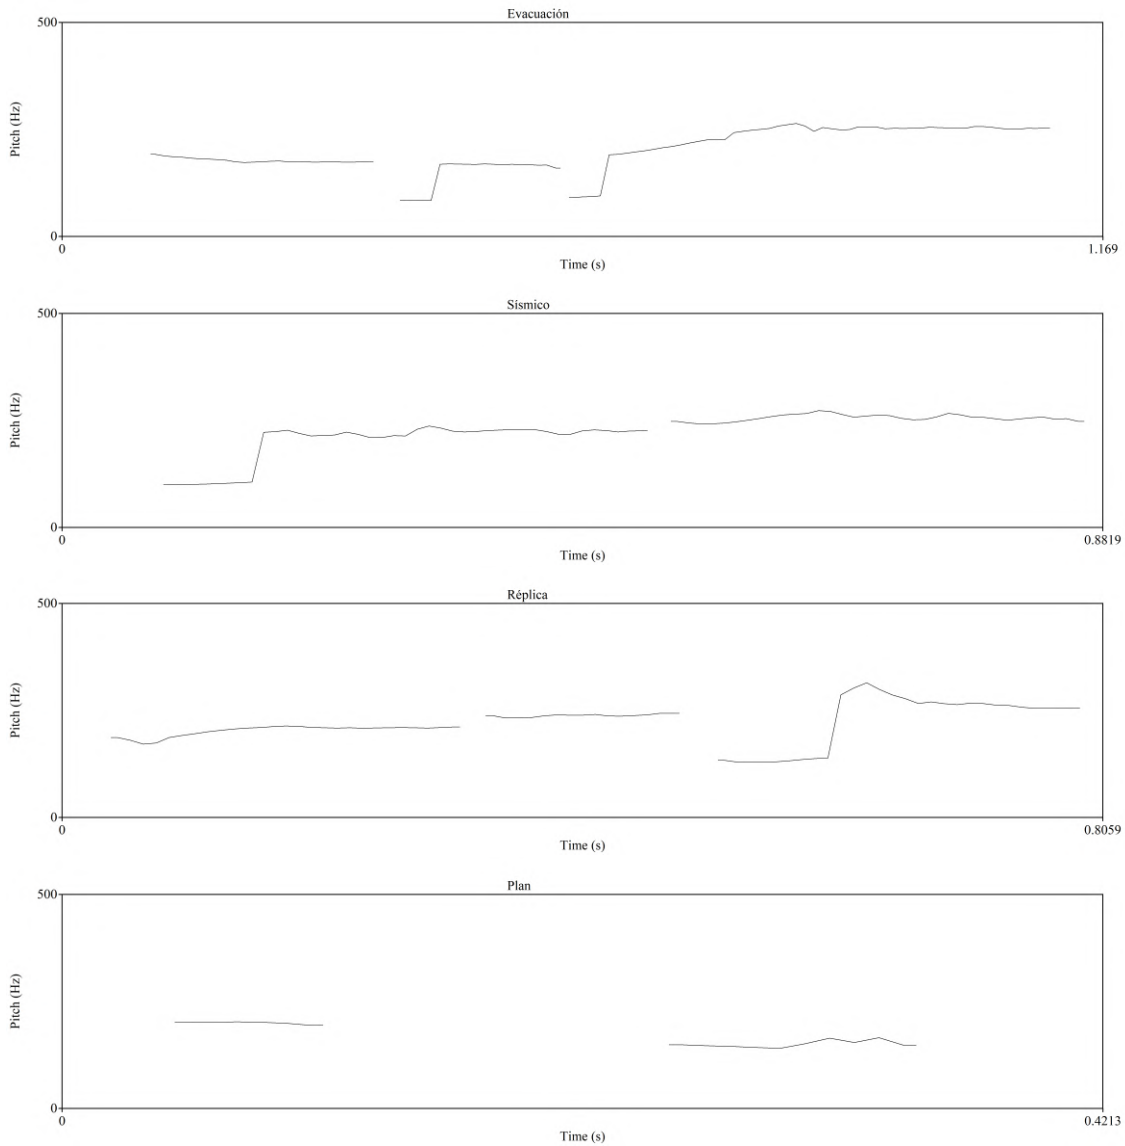 Evacuación
500
Pitch (Hz)
0
0 1.169
Time (s)
Sísmico
500
Pitch (Hz)
0
0 0.8819
Time (s)
Réplica
500
Pitch (Hz)
0
0 0.8059
Time (s)
Plan
500
Pitch (Hz)
0
0 0.4213
Time (s)